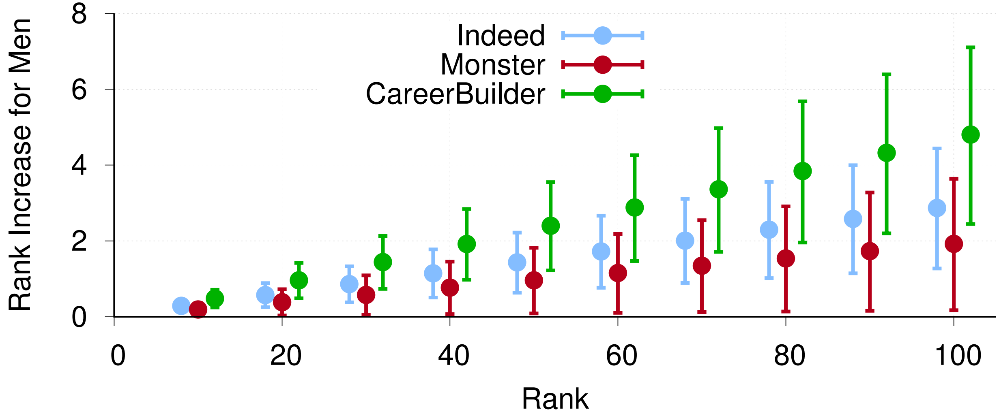 Rank Increase for Men
8
6
4
2
0
Indeed
Monster
CareerBuilder
0 20 40 60 80 100
Rank